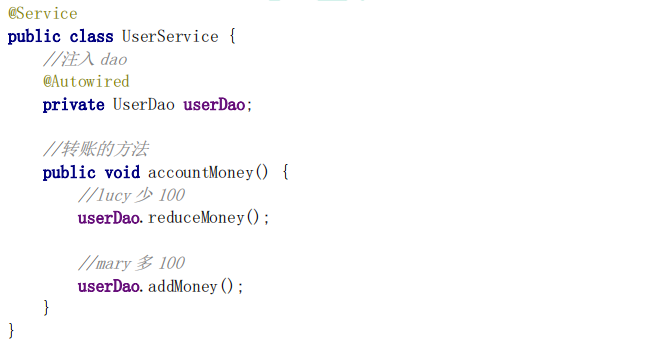 @Service
public class UserService {
//注入 dao
@Autowired
private UserDao userDao;
//转账的方法
public void accountMoney() {
//lucy 少 100
userDao.reduceMoney();
//mary 多 100
userDao.addMoney();
}
}